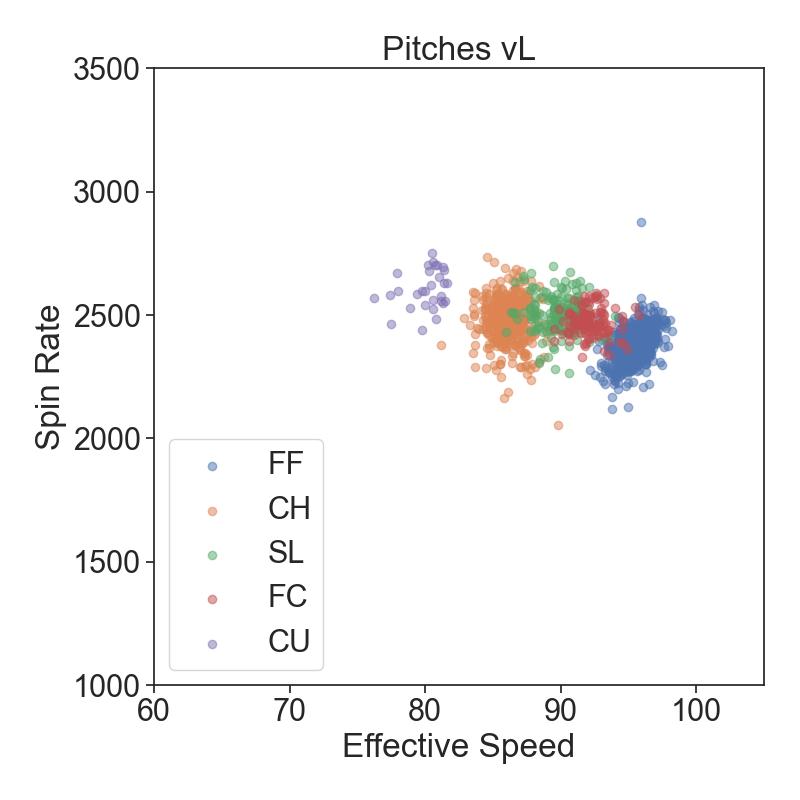 Pitches vL
3500
3000
2500
2000
1500
1000
Spin Rate
FF
CH
SL
FC
CU
60 70 80 90 100
Effective Speed